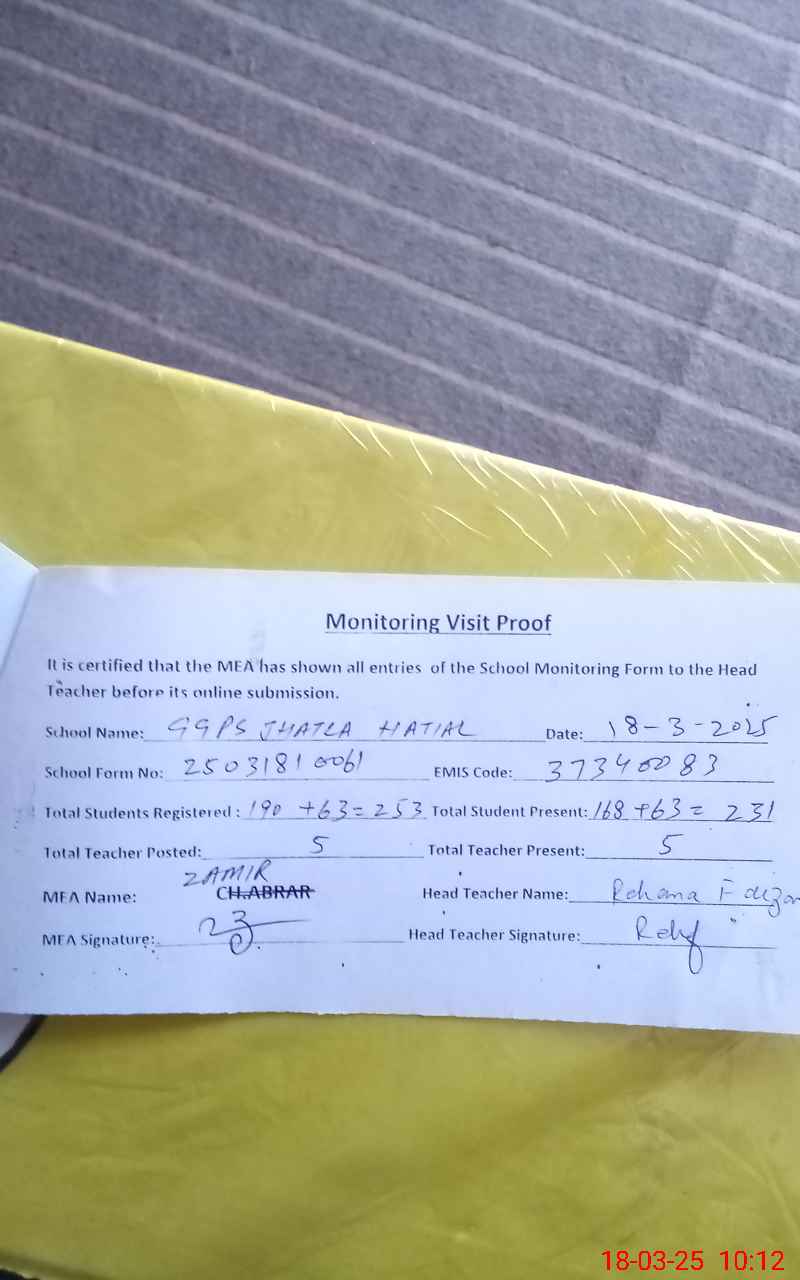 Monitoring Visit Proof
It is certified that the MEA has shown all entries of the School Monitoring Form to the Head
Teacher before its online submission.
School Name: GGPS JHATLA HATIAL Date: 18-3-2025
School Form No: 25031810061 EMIS Code: 37340083
Total Students Registered : 190 +63= 253 Total Student Present: 168 +63= 231
Total Teacher Posted: 5 Total Teacher Present: 5
ZAMIR
MEA Name: CH.ABRAR Head Teacher Name: Rehana Faizan
MEA Signature: Head Teacher Signature:
18-03-25 10:12